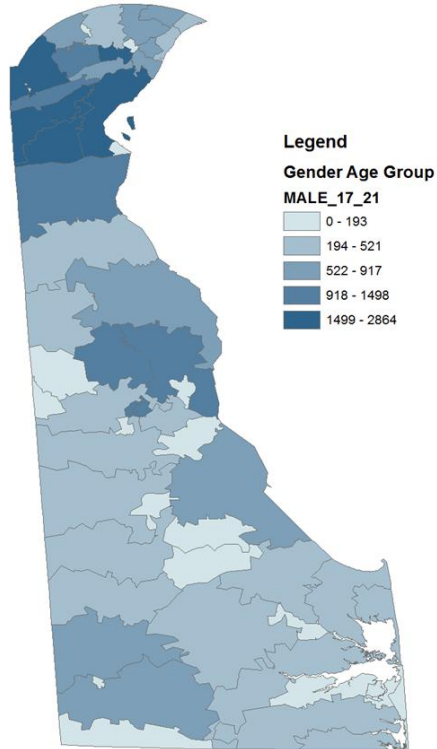 Legend
Gender Age Group
MALE_17_21
0 - 193
194 - 521
522 - 917
918 - 1498
1499 - 2864